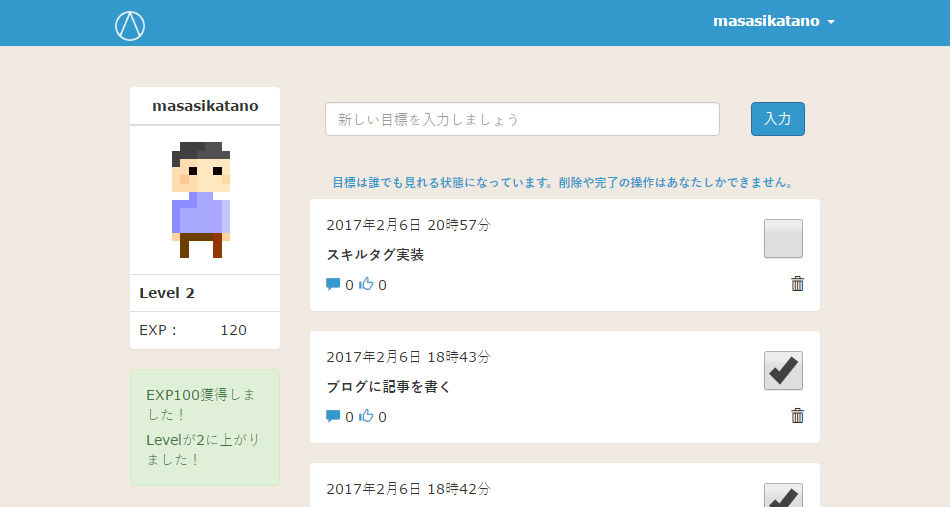 masasikatano
masasikatano
Level 2
EXP : 120
EXP100獲得しま
した！
Levelが2に上がり
ました！
新しい目標を入力しましょう
入力
目標は誰でも見れる状態になっています。削除や完了の操作はあなたしかできません。
2017年2月6日 20時57分
スキルタグ実装
0 0
2017年2月6日 18時43分
ブログに記事を書く
0 0
2017年2月6日 18時42分